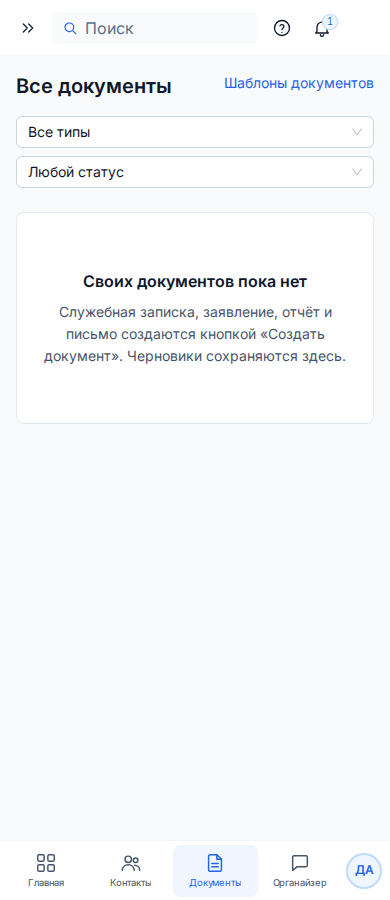 Поиск
1
Все документы
Шаблоны документов
Все типы
Любой статус
Своих документов пока нет
Служебная записка, заявление, отчёт и
письмо создаются кнопкой «Создать
документ». Черновики сохраняются здесь.
Главная
Контакты
Документы
Органайзер
ДА